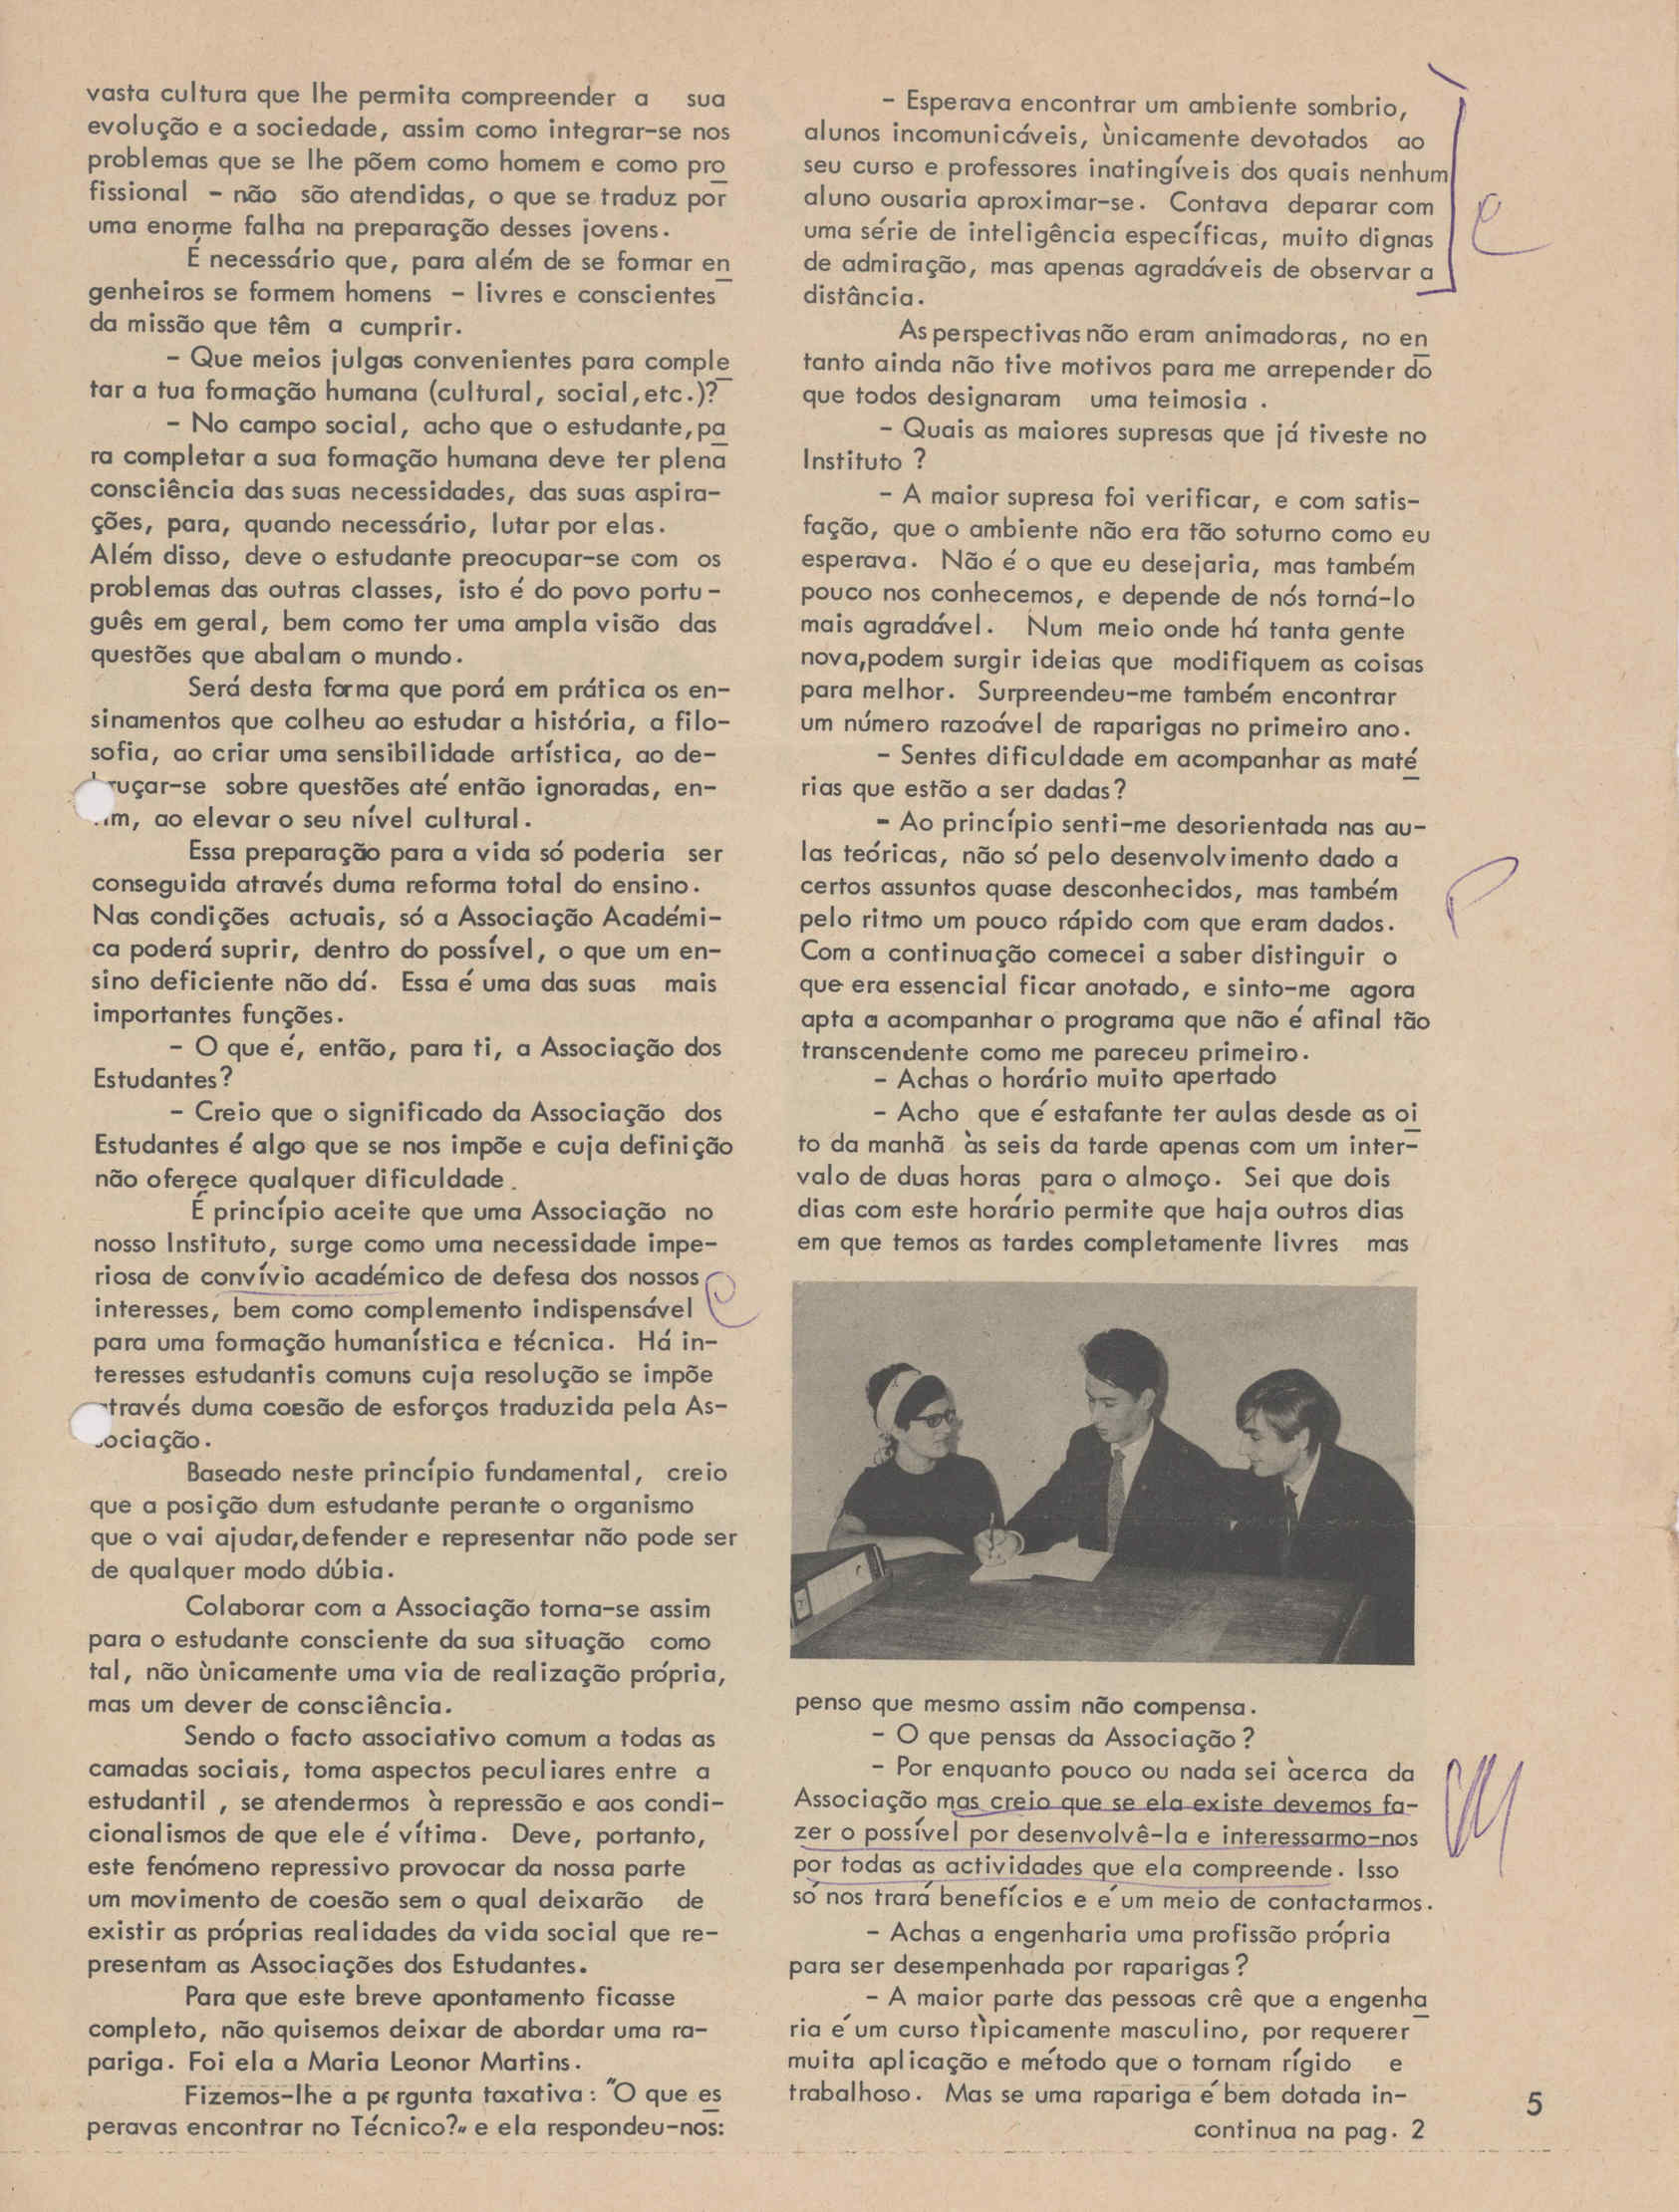 vasta cultura que lhe permita compreender a sua
evolução e a sociedade, assim como integrar-se nos
problemas que se lhe põem como homem e como pro
fissional - não são atendidas, o que se traduz por
uma enorme falha na preparação desses jovens.
É necessário que, para além de se formar en
genheiros se formem homens - livres e conscientes
da missão que têm a cumprir.
- Que meios julgas convenientes para comple
tar a tua formação humana (cultural, social,etc.)?
- No campo social, acho que o estudante,pa
ra completar a sua formação humana deve ter plena
consciência das suas necessidades, das suas aspira-
ções, para, quando necessário, lutar por elas.
Além disso, deve o estudante preocupar-se com os
problemas das outras classes, isto é do povo portu-
guês em geral, bem como ter uma ampla visão das
questões que abalam o mundo.
Será desta forma que porá em prática os en-
sinamentos que colheu ao estudar a história, a filo-
sofia, ao criar uma sensibilidade artística, ao de-
ruçar-se sobre questões até então ignoradas, en-
im, ao elevar o seu nível cultural.
Essa preparação para a vida só poderia ser
conseguida através duma reforma total do ensino.
Nas condições actuais, só a Associação Académi-
ca poderá suprir, dentro do possível, o que um en-
sino deficiente não dá. Essa é uma das suas mais
importantes funções.
- O que é, então, para ti, a Associação dos
Estudantes?
- Creio que o significado da Associação dos
Estudantes é algo que se nos impõe e cuja definição
não oferece qualquer dificuldade.
É princípio aceite que uma Associação no
nosso Instituto, surge como uma necessidade impe-
riosa de convívio académico de defesa dos nossos
interesses, bem como complemento indispensável
para uma formação humanística e técnica. Há in-
teresses estudantis comuns cuja resolução se impõe
através duma coesão de esforços traduzida pela As-
sociação.
Baseado neste princípio fundamental, creio
que a posição dum estudante perante o organismo
que o vai ajudar,defender e representar não pode ser
de qualquer modo dúbia.
Colaborar com a Associação torna-se assim
para o estudante consciente da sua situação como
tal, não ùnicamente uma via de realização própria,
mas um dever de consciência.
Sendo o facto associativo comum a todas as
camadas sociais, toma aspectos peculiares entre a
estudantil , se atendermos à repressão e aos condi-
cionalismos de que ele é vítima. Deve, portanto,
este fenómeno repressivo provocar da nossa parte
um movimento de coesão sem o qual deixarão de
existir as próprias realidades da vida social que re-
presentam as Associações dos Estudantes.
Para que este breve apontamento ficasse
completo, não quisemos deixar de abordar uma ra-
pariga. Foi ela a Maria Leonor Martins.
Fizemos-lhe a pergunta taxativa: "O que es
peravas encontrar no Técnico?" e ela respondeu-nos:
- Esperava encontrar um ambiente sombrio,
alunos incomunicáveis, ùnicamente devotados ao
seu curso e professores inatingíveis dos quais nenhum
aluno ousaria aproximar-se. Contava deparar com
uma série de inteligência específicas, muito dignas
de admiração, mas apenas agradáveis de observar a
distância.
As perspectivas não eram animadoras, no en
tanto ainda não tive motivos para me arrepender do
que todos designaram uma teimosia .
- Quais as maiores supresas que já tiveste no
Instituto ?
- A maior supresa foi verificar, e com satis-
fação, que o ambiente não era tão soturno como eu
esperava. Não é o que eu desejaria, mas também
pouco nos conhecemos, e depende de nós torná-lo
mais agradável. Num meio onde há tanta gente
nova,podem surgir ideias que modifiquem as coisas
para melhor. Surpreendeu-me também encontrar
um número razoável de raparigas no primeiro ano.
- Sentes dificuldade em acompanhar as maté
rias que estão a ser dadas?
- Ao princípio senti-me desorientada nas au-
las teóricas, não só pelo desenvolvimento dado a
certos assuntos quase desconhecidos, mas também
pelo ritmo um pouco rápido com que eram dados.
Com a continuação comecei a saber distinguir o
que era essencial ficar anotado, e sinto-me agora
apta a acompanhar o programa que não é afinal tão
transcendente como me pareceu primeiro.
- Achas o horário muito apertado
- Acho que é estafante ter aulas desde as oi
to da manhã às seis da tarde apenas com um inter-
valo de duas horas para o almoço. Sei que dois
dias com este horário permite que haja outros dias
em que temos as tardes completamente livres mas
penso que mesmo assim não compensa.
- O que pensas da Associação?
- Por enquanto pouco ou nada sei àcerca da
Associação mas creio que se ela existe devemos fa-
zer o possível por desenvolvê-la e interessarmo-nos
por todas as actividades que ela compreende. Isso
só nos trará benefícios e é um meio de contactarmos.
- Achas a engenharia uma profissão própria
para ser desempenhada por raparigas?
- A maior parte das pessoas crê que a engenha
ria é um curso tìpicamente masculino, por requerer
muita aplicação e método que o tornam rígido e
trabalhoso. Mas se uma rapariga é bem dotada in-
continua na pag. 2
5